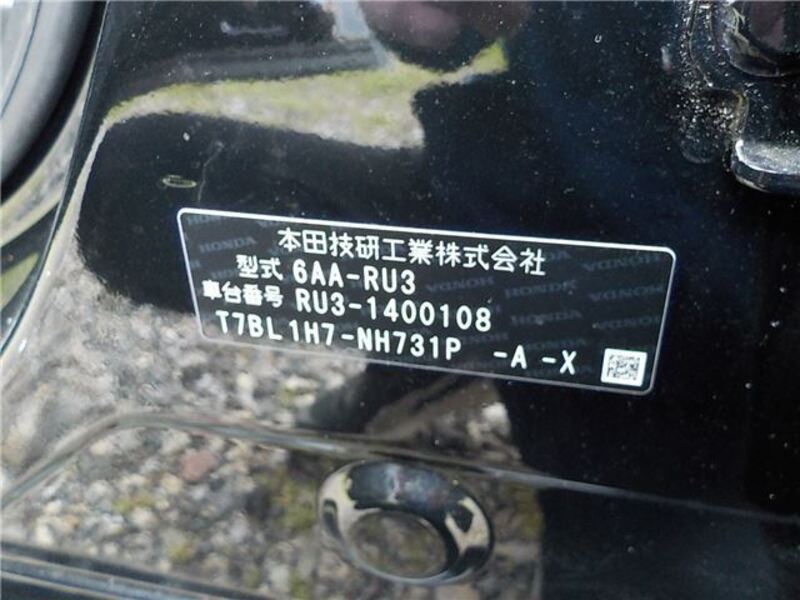 本田技研工業株式会社
型式 6AA-RU3
車台番号 RU3-1400108
T7BL1H7-NH731P -A -X